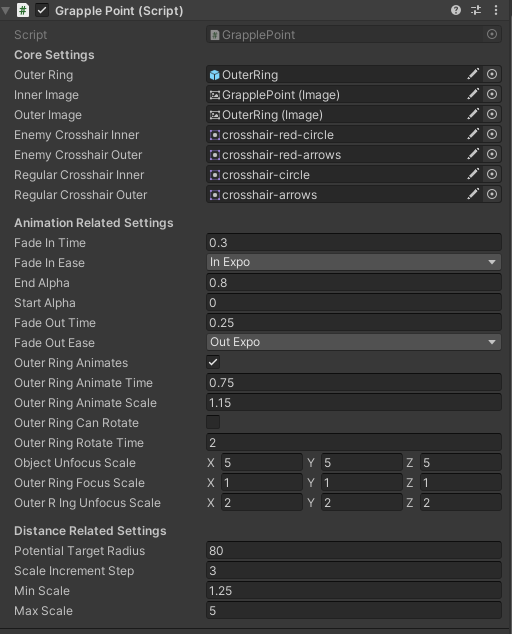 Grapple Point (Script)
Script GrapplePoint
Core Settings
Outer Ring OuterRing
Inner Image GrapplePoint (Image)
Outer Image OuterRing (Image)
Enemy Crosshair Inner crosshair-red-circle
Enemy Crosshair Outer crosshair-red-arrows
Regular Crosshair Inner crosshair-circle
Regular Crosshair Outer crosshair-arrows
Animation Related Settings
Fade In Time 0.3
Fade In Ease In Expo
End Alpha 0.8
Start Alpha 0
Fade Out Time 0.25
Fade Out Ease Out Expo
Outer Ring Animates
Outer Ring Animate Time 0.75
Outer Ring Animate Scale 1.15
Outer Ring Can Rotate
Outer Ring Rotate Time 2
Object Unfocus Scale X 5 Y 5 Z 5
Outer Ring Focus Scale X 1 Y 1 Z 1
Outer R Ing Unfocus Scale X 2 Y 2 Z 2
Distance Related Settings
Potential Target Radius 80
Scale Increment Step 3
Min Scale 1.25
Max Scale 5